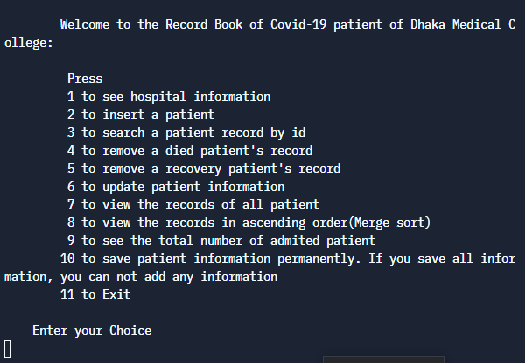 Welcome to the Record Book of Covid-19 patient of Dhaka Medical C
ollege:
Press
1 to see hospital information
2 to insert a patient
3 to search a patient record by id
4 to remove a died patient's record
5 to remove a recovery patient's record
6 to update patient information
7 to view the records of all patient
8 to view the records in ascending order(Merge sort)
9 to see the total number of admited patient
10 to save patient information permanently. If you save all infor
mation, you can not add any information
11 to Exit
Enter your Choice